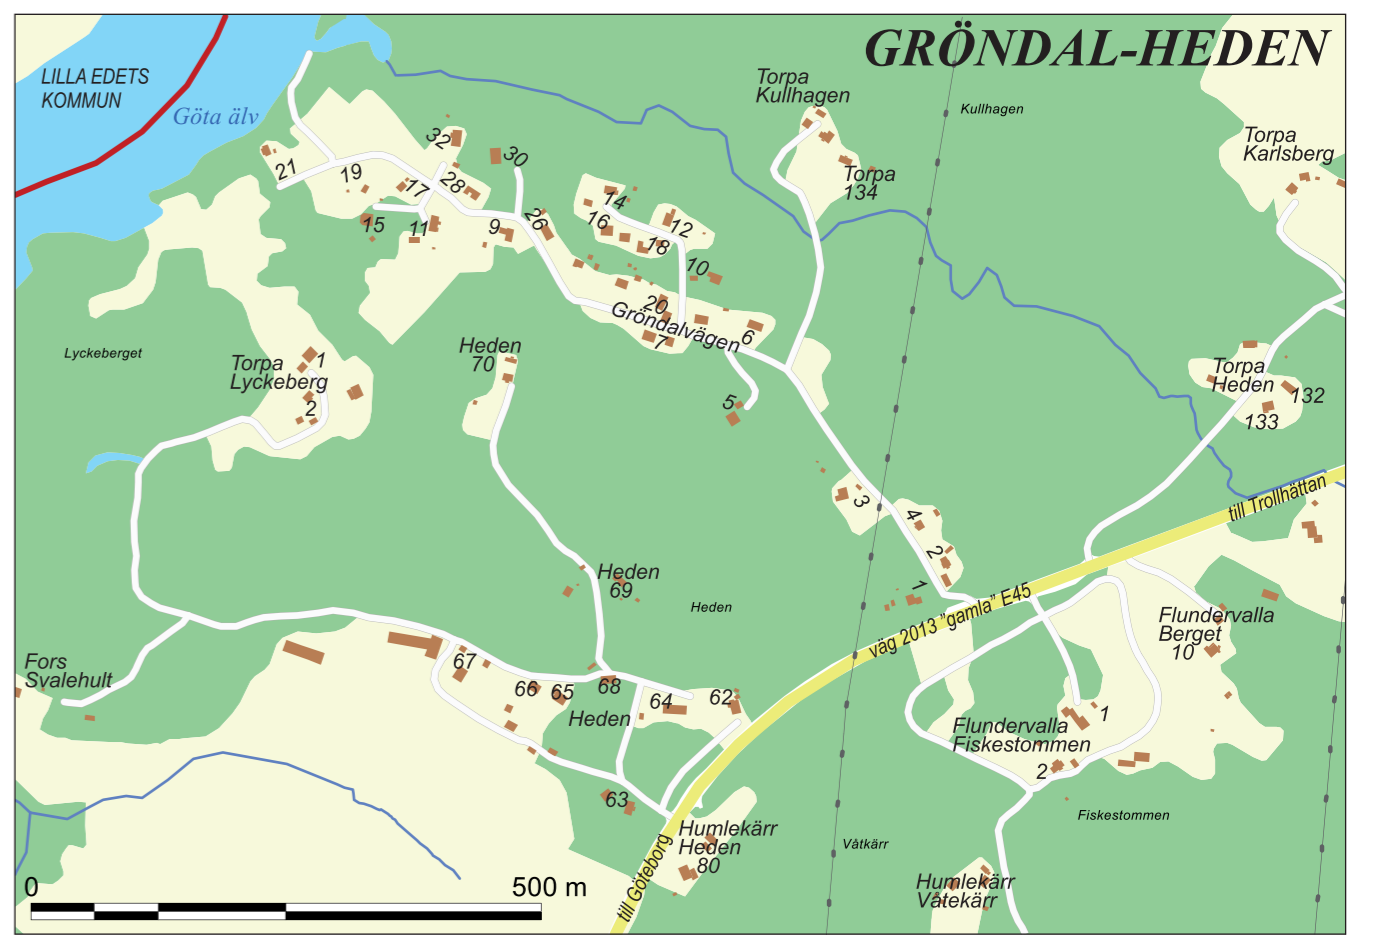 GRÖNDAL-HEDEN
LILLA EDETS
KOMMUN
Göta älv
Torpa
Kullhagen
Kullhagen
Torpa
Karlsberg
32
30
21
19
17
28
15
11
9
26
14
16
12
18
10
Torpa
134
20
Gröndalvägen
7
6
5
Lyckeberget
Torpa
Lyckeberg
1
2
Heden
70
Torpa
Heden
132
133
3
4
2
1
till Trollhättan
väg 2013 "gamla" E45
Heden
69
Heden
Flundervalla
Berget
10
Fors
Svalehult
67
66
65
68
64
62
Heden
63
Flundervalla
Fiskestommen
1
2
Fiskestommen
Humlekärr
Heden
80
Våtkärr
till Göteborg
Humlekärr
Våtekärr
0
500 m